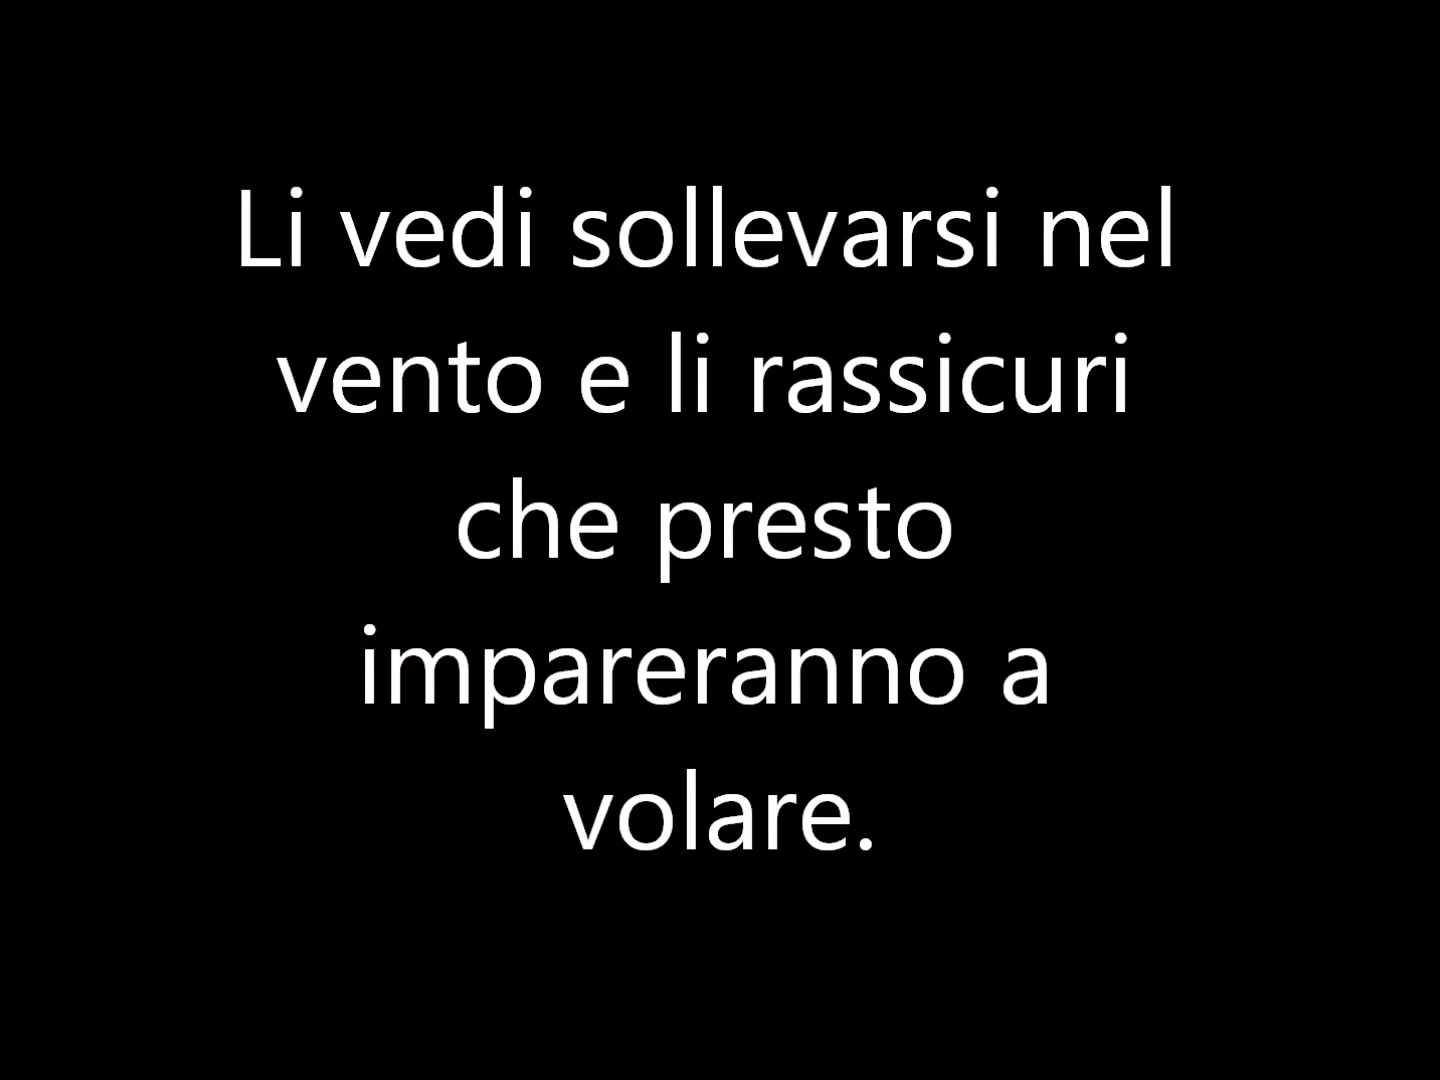 Li vedi sollevarsi nel
vento e li rassicuri
che presto
impareranno a
volare.